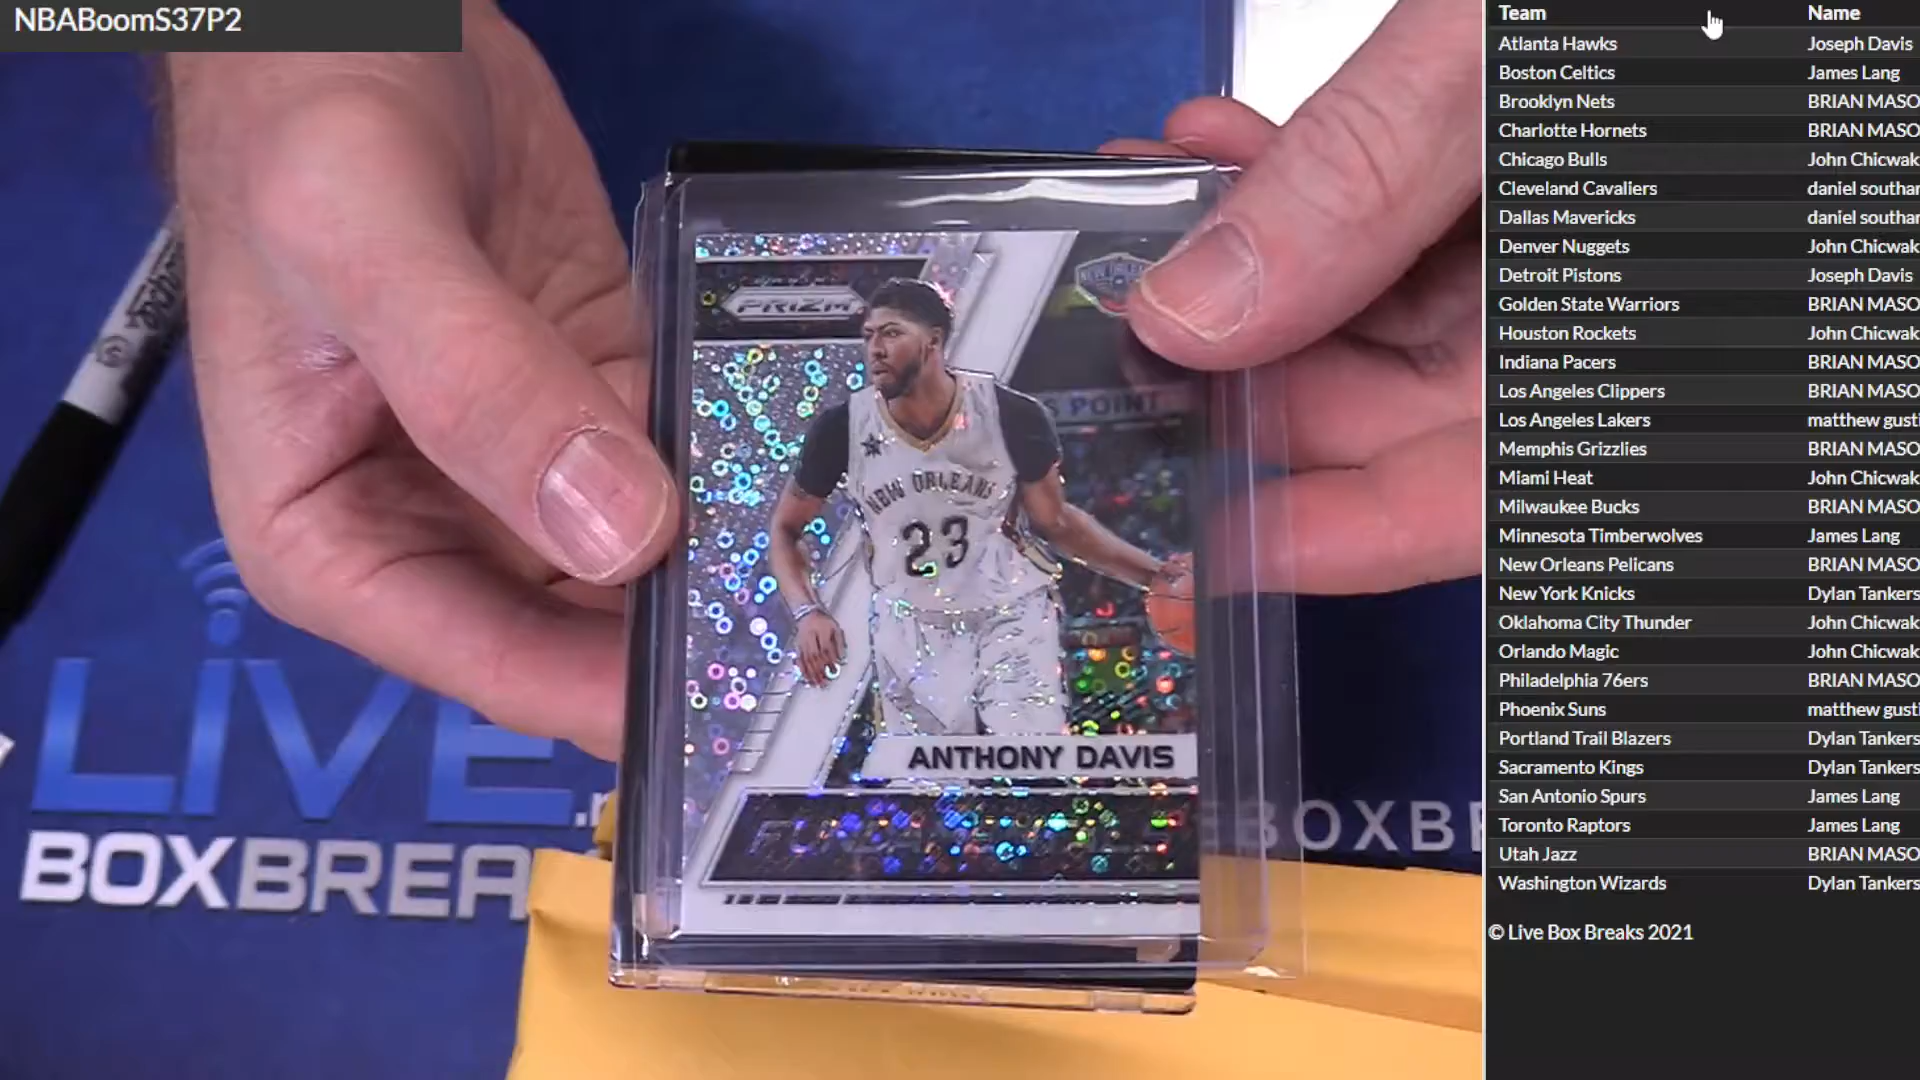 NBABoomS37P2
PRIZM
NEW ORLEANS
23
ANTHONY DAVIS
LIVE
BOXBREA
BOXB
Team Name
Atlanta Hawks Joseph Davis
Boston Celtics James Lang
Brooklyn Nets BRIAN MASO
Charlotte Hornets BRIAN MASO
Chicago Bulls John Chicwak
Cleveland Cavaliers daniel southar
Dallas Mavericks daniel southar
Denver Nuggets John Chicwak
Detroit Pistons Joseph Davis
Golden State Warriors BRIAN MASO
Houston Rockets John Chicwak
Indiana Pacers BRIAN MASO
Los Angeles Clippers BRIAN MASO
Los Angeles Lakers matthew gusti
Memphis Grizzlies BRIAN MASO
Miami Heat John Chicwak
Milwaukee Bucks BRIAN MASO
Minnesota Timberwolves James Lang
New Orleans Pelicans BRIAN MASO
New York Knicks Dylan Tankers
Oklahoma City Thunder John Chicwak
Orlando Magic John Chicwak
Philadelphia 76ers BRIAN MASO
Phoenix Suns matthew gusti
Portland Trail Blazers Dylan Tankers
Sacramento Kings Dylan Tankers
San Antonio Spurs James Lang
Toronto Raptors James Lang
Utah Jazz BRIAN MASO
Washington Wizards Dylan Tankers
© Live Box Breaks 2021